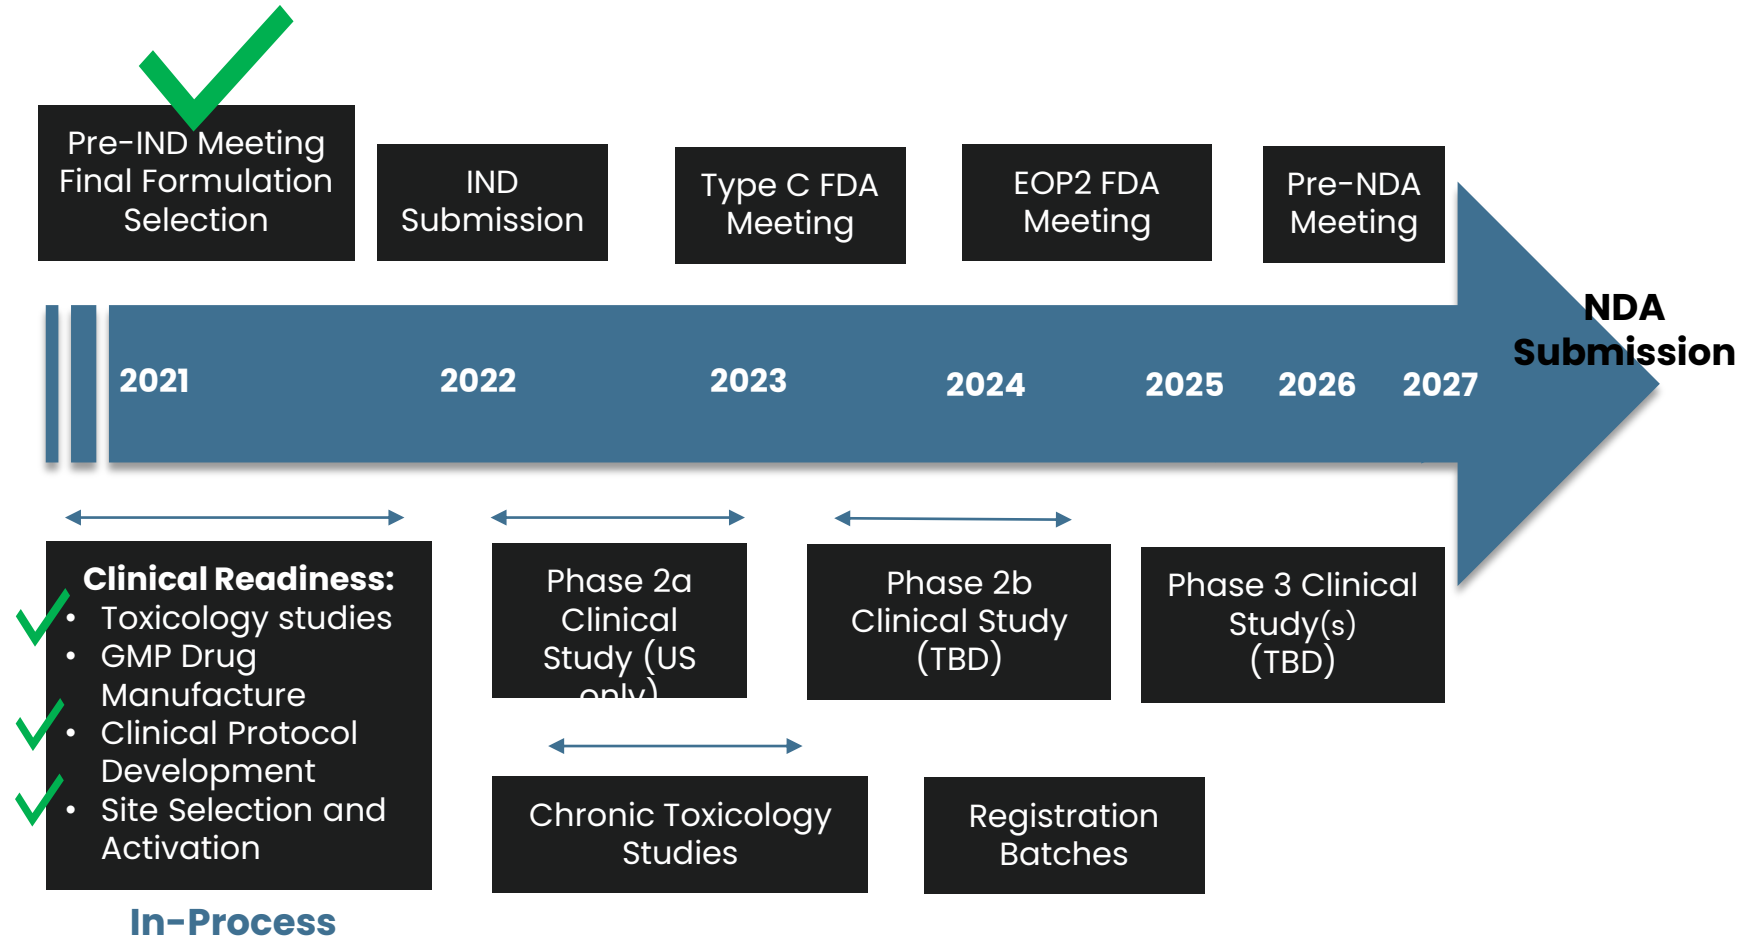 Pre-IND Meeting
Final Formulation
Selection
IND
Submission
Type C FDA
Meeting
EOP2 FDA
Meeting
Pre-NDA
Meeting
NDA
Submission
2021
2022
2023
2024
2025
2026
2027
Clinical Readiness:
• Toxicology studies
• GMP Drug
Manufacture
• Clinical Protocol
Development
• Site Selection and
Activation
In-Process
Phase 2a
Clinical
Study (US
only)
Phase 2b
Clinical Study
(TBD)
Phase 3 Clinical
Study(s)
(TBD)
Chronic Toxicology
Studies
Registration
Batches